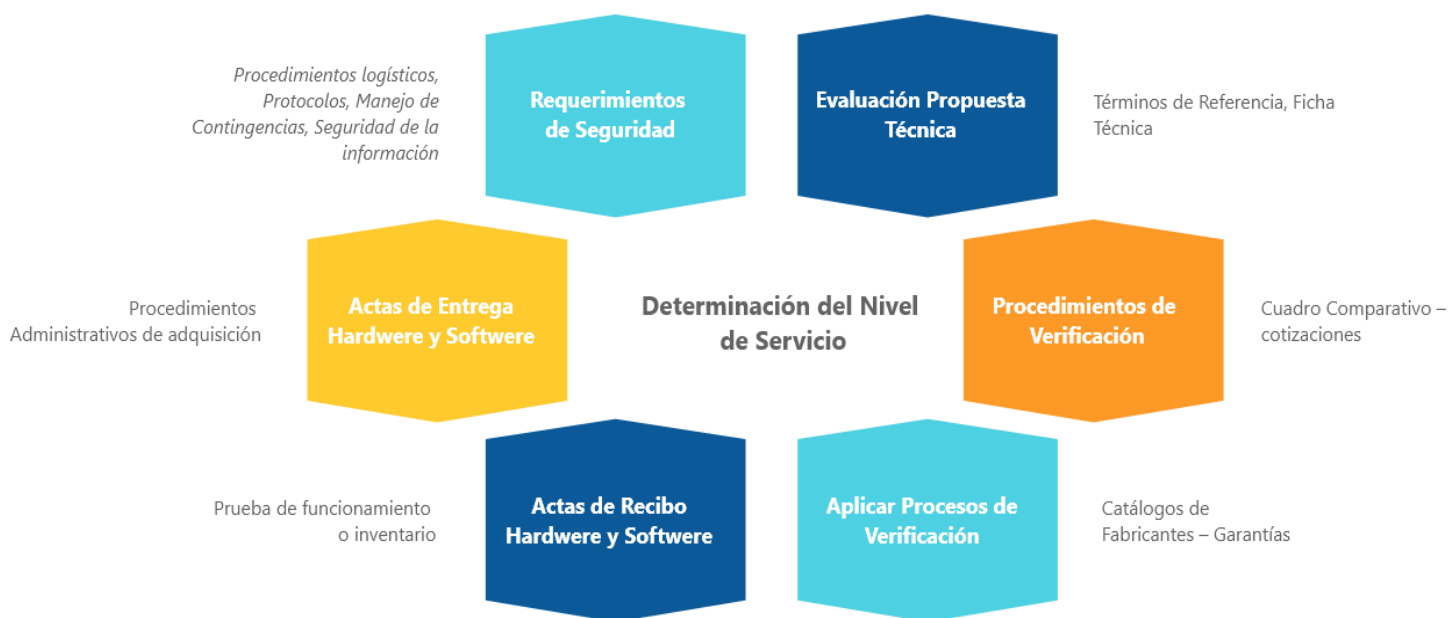 Procedimientos logísticos,
Protocolos, Manejo de
Contingencias, Seguridad de la
información
Requerimientos
de Seguridad
Evaluación Propuesta
Técnica
Términos de Referencia, Ficha
Técnica
Procedimientos
Administrativos de adquisición
Actas de Entrega
Hardwere y Softwere
Determinación del Nivel
de Servicio
Procedimientos de
Verificación
Cuadro Comparativo –
cotizaciones
Prueba de funcionamiento
o inventario
Actas de Recibo
Hardwere y Softwere
Aplicar Procesos de
Verificación
Catálogos de
Fabricantes – Garantías